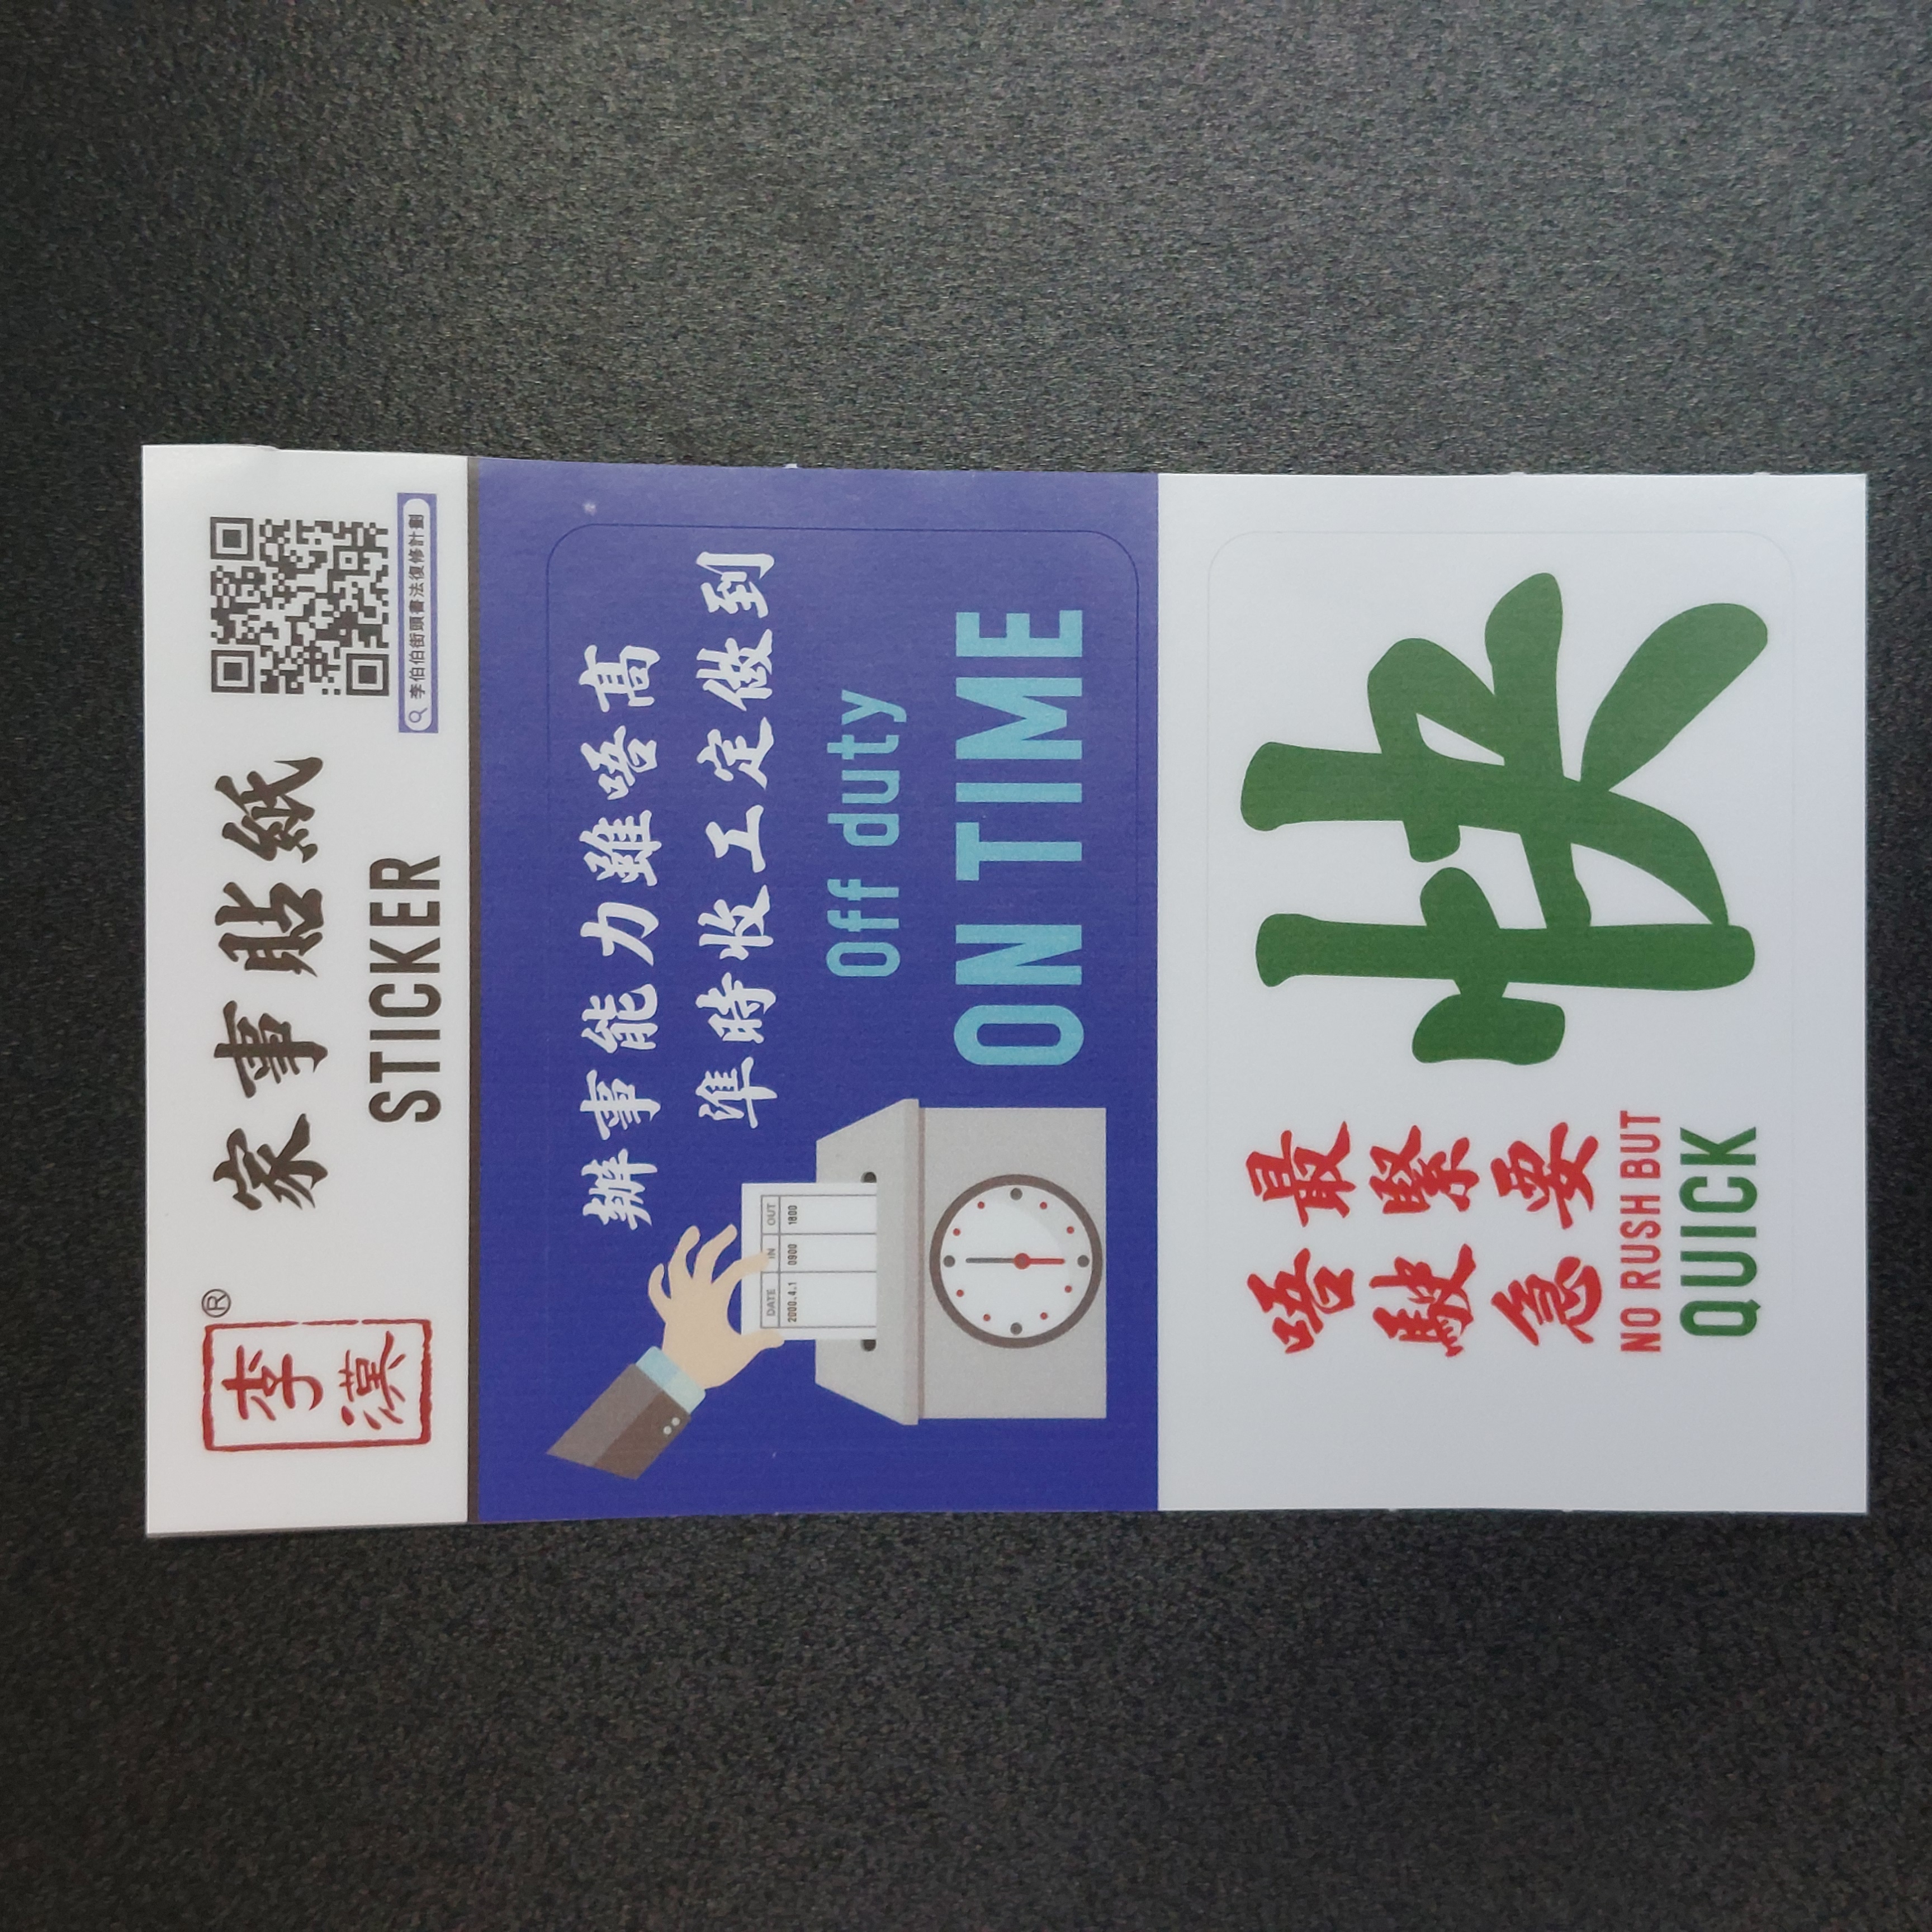 李漢®
家事貼紙
STICKER
李伯伯街頭書法復修計劃
辦事能力雖唔高
準時收工定做到
Off duty
ON TIME
DATE IN OUT
2000.4.1 0900 1800
唔駛急
最緊要
快
NO RUSH BUT
QUICK